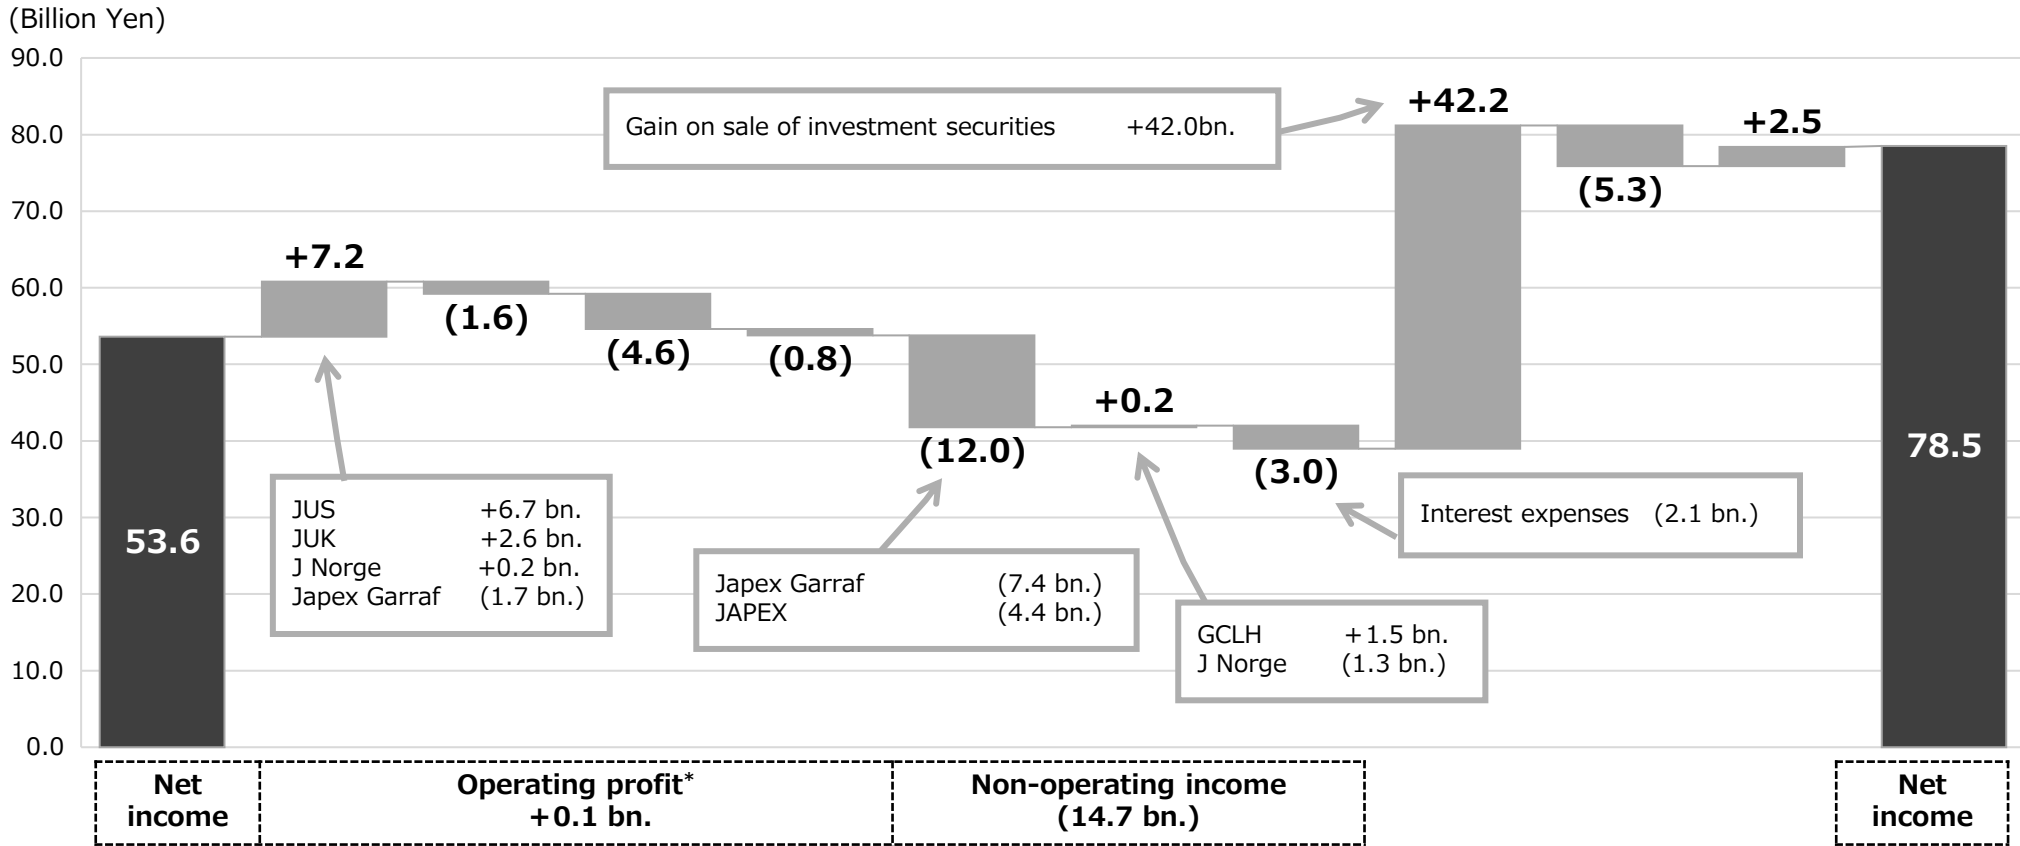 (Billion Yen)
90.0
80.0
70.0
60.0
50.0
40.0
30.0
20.0
10.0
0.0
53.6
+7.2
(1.6)
(4.6)
(0.8)
(12.0)
+0.2
(3.0)
+42.2
(5.3)
+2.5
78.5
Gain on sale of investment securities +42.0bn.
JUS +6.7 bn.
JUK +2.6 bn.
J Norge +0.2 bn.
Japex Garraf (1.7 bn.)
Japex Garraf (7.4 bn.)
JAPEX (4.4 bn.)
GCLH +1.5 bn.
J Norge (1.3 bn.)
Interest expenses (2.1 bn.)
Net
income
Operating profit*
+0.1 bn.
Non-operating income
(14.7 bn.)
Net
income